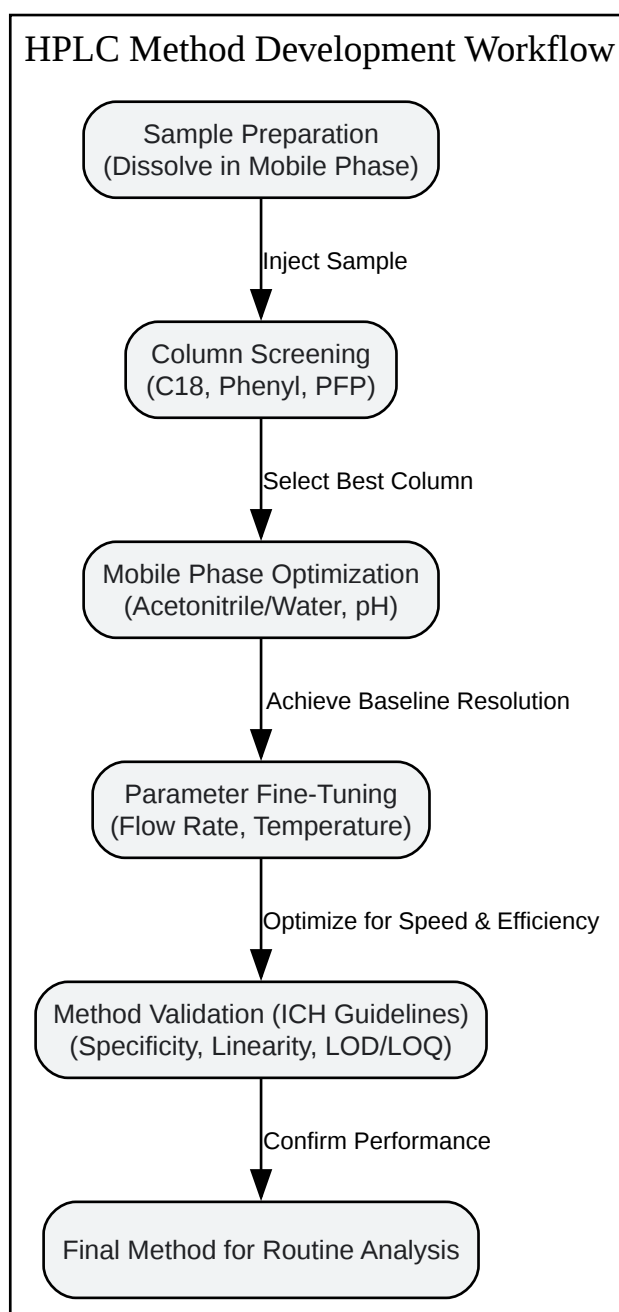 HPLC Method Development Workflow
Sample Preparation
(Dissolve in Mobile Phase)
Inject Sample
Column Screening
(C18, Phenyl, PFP)
Select Best Column
Mobile Phase Optimization
(Acetonitrile/Water, pH)
Achieve Baseline Resolution
Parameter Fine-Tuning
(Flow Rate, Temperature)
Optimize for Speed & Efficiency
Method Validation (ICH Guidelines)
(Specificity, Linearity, LOD/LOQ)
Confirm Performance
Final Method for Routine Analysis